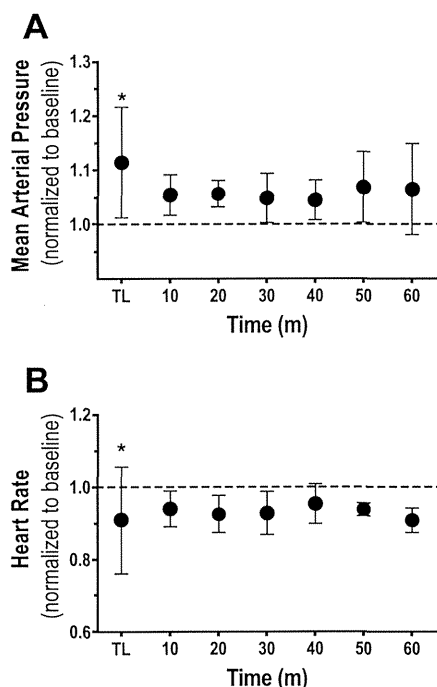 A
Mean Arterial Pressure
(normalized to baseline)
1.3
1.2
1.1
1.0
*
TL 10 20 30 40 50 60
Time (m)
B
Heart Rate
(normalized to baseline)
1.2
1.0
0.8
0.6
*
TL 10 20 30 40 50 60
Time (m)